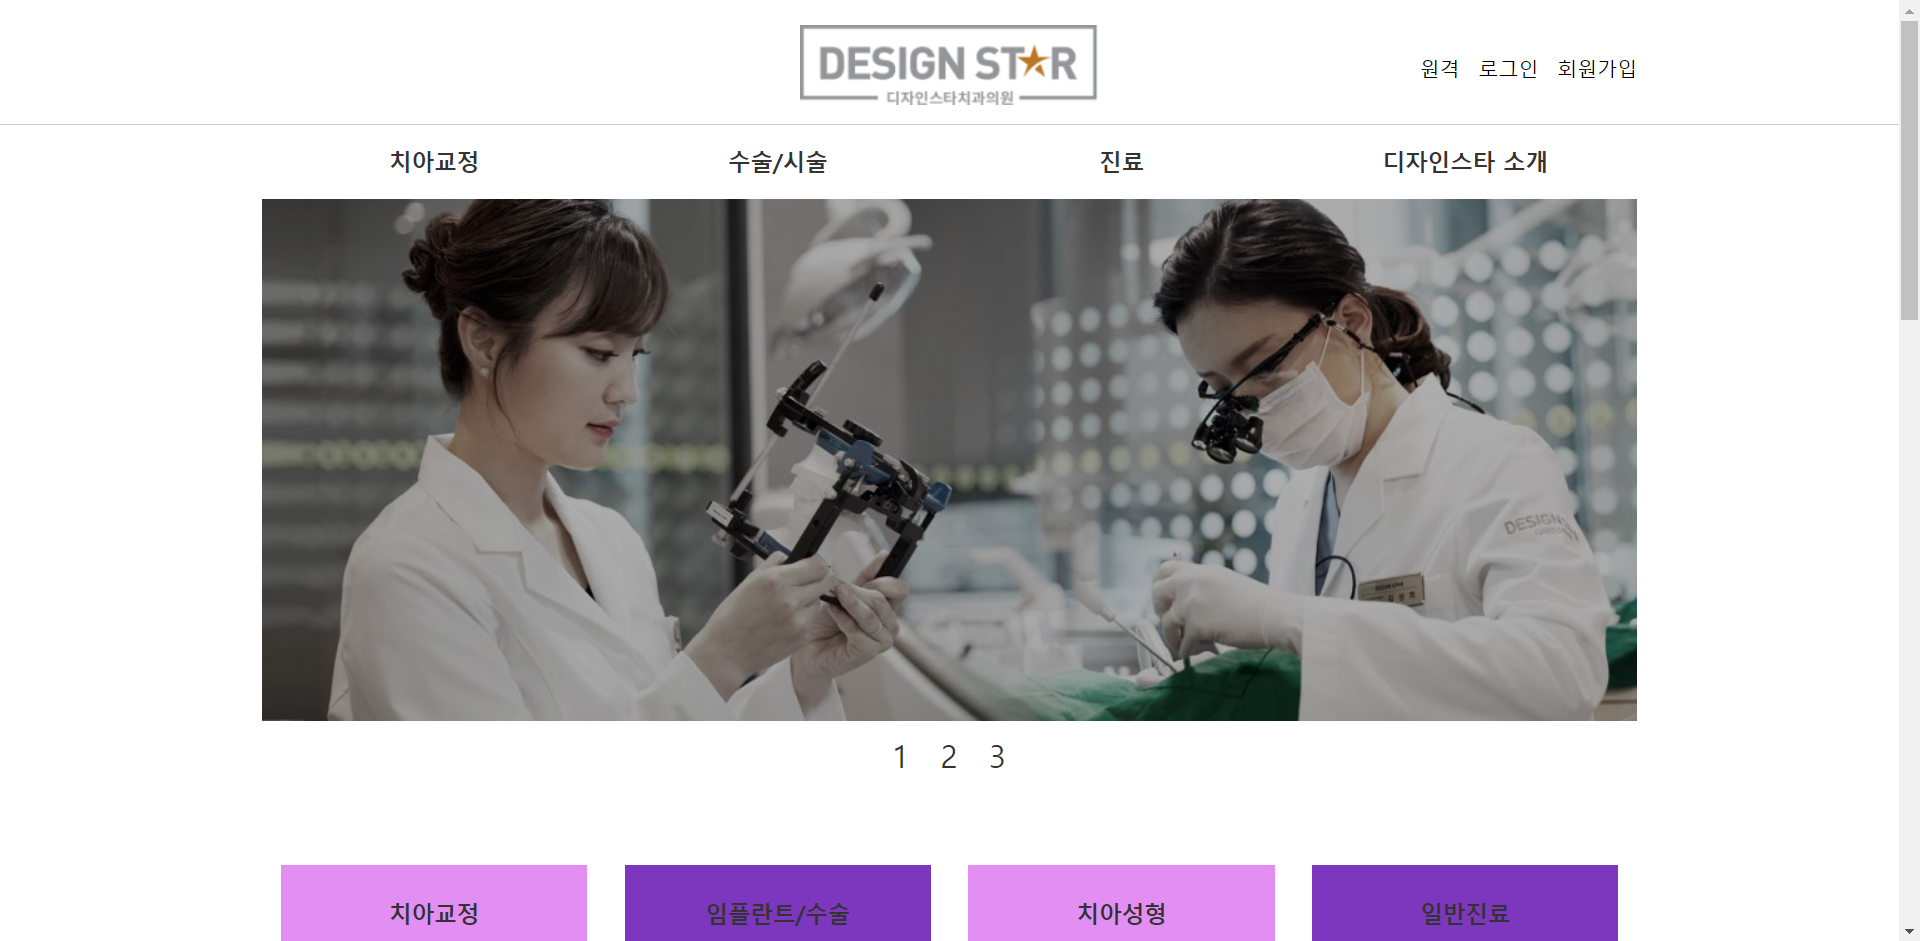 DESIGN STAR
디자인스타치과의원
원격 로그인 회원가입
치아교정 수술/시술 진료 디자인스타 소개
DESIGN
1 2 3
치아교정 임플란트/수술 치아성형 일반진료